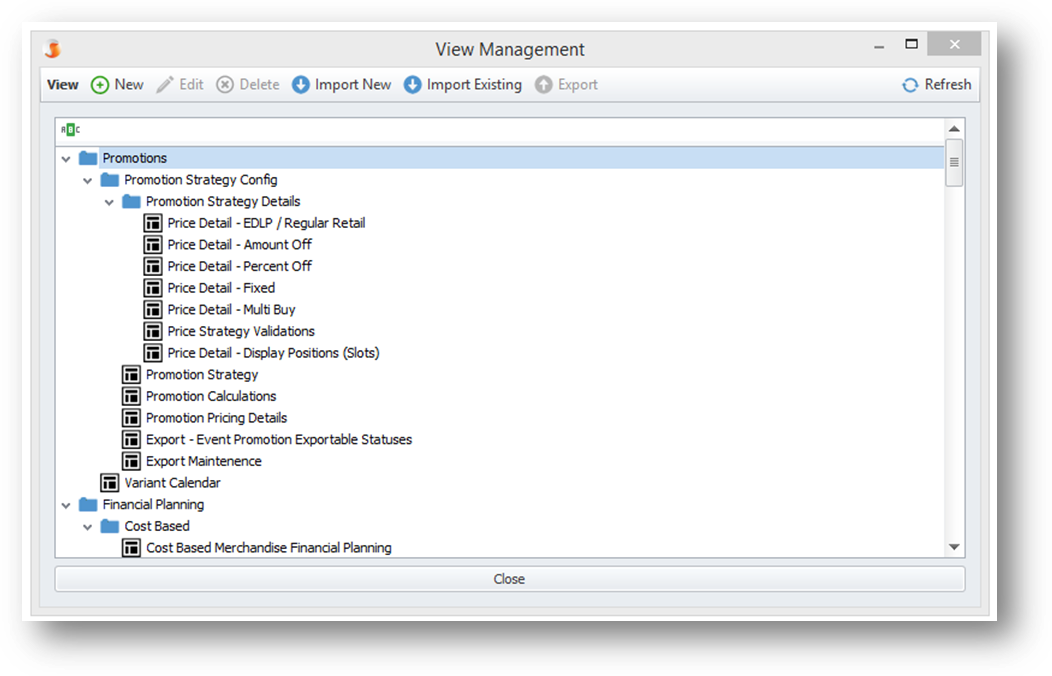 View Management
View New Edit Delete Import New Import Existing Export Refresh
ABC
Promotions
Promotion Strategy Config
Promotion Strategy Details
Price Detail - EDLP / Regular Retail
Price Detail - Amount Off
Price Detail - Percent Off
Price Detail - Fixed
Price Detail - Multi Buy
Price Strategy Validations
Price Detail - Display Positions (Slots)
Promotion Strategy
Promotion Calculations
Promotion Pricing Details
Export - Event Promotion Exportable Statuses
Export Maintenence
Variant Calendar
Financial Planning
Cost Based
Cost Based Merchandise Financial Planning
Close